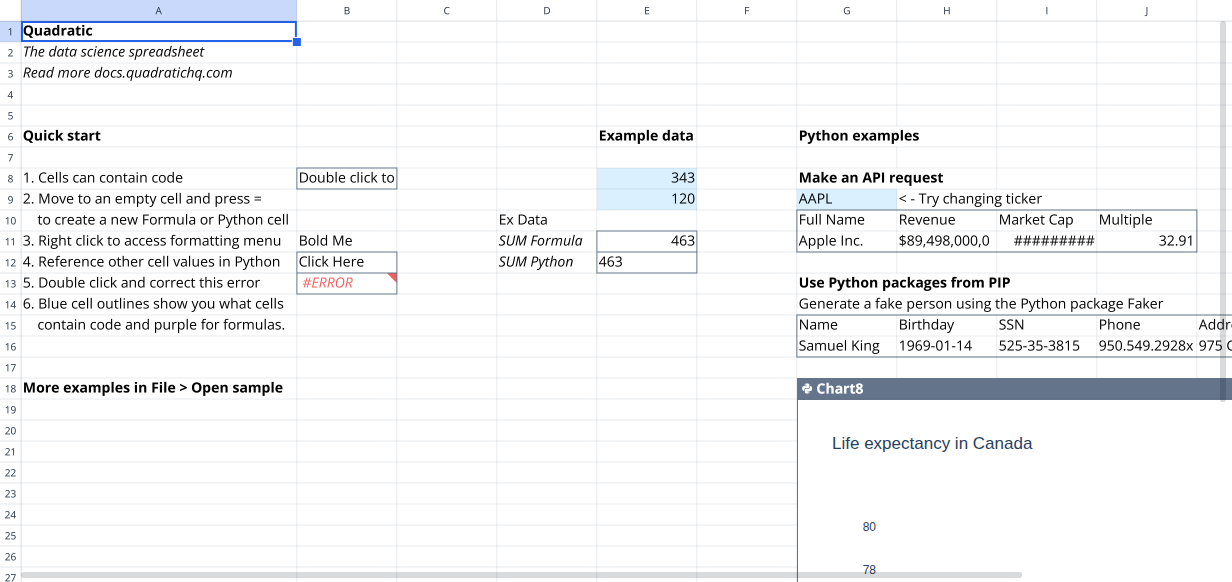 A B C D E F G H I J
1 Quadratic
2 The data science spreadsheet
3 Read more docs.quadratichq.com
4
5
6 Quick start Example data Python examples
7
8 1. Cells can contain code Double click to 343 Make an API request
9 2. Move to an empty cell and press = 120 AAPL < - Try changing ticker
10 to create a new Formula or Python cell Ex Data Full Name Revenue Market Cap Multiple
11 3. Right click to access formatting menu Bold Me SUM Formula 463 Apple Inc. $89,498,000,0 ######### 32.91
12 4. Reference other cell values in Python Click Here SUM Python 463
13 5. Double click and correct this error #ERROR Use Python packages from PIP
14 6. Blue cell outlines show you what cells Generate a fake person using the Python package Faker
15 contain code and purple for formulas. Name Birthday SSN Phone Addr
16 Samuel King 1969-01-14 525-35-3815 950.549.2928x 975
17
18 More examples in File > Open sample Chart8
19
20
21 Life expectancy in Canada
22
23
24
25 80
26
27 78